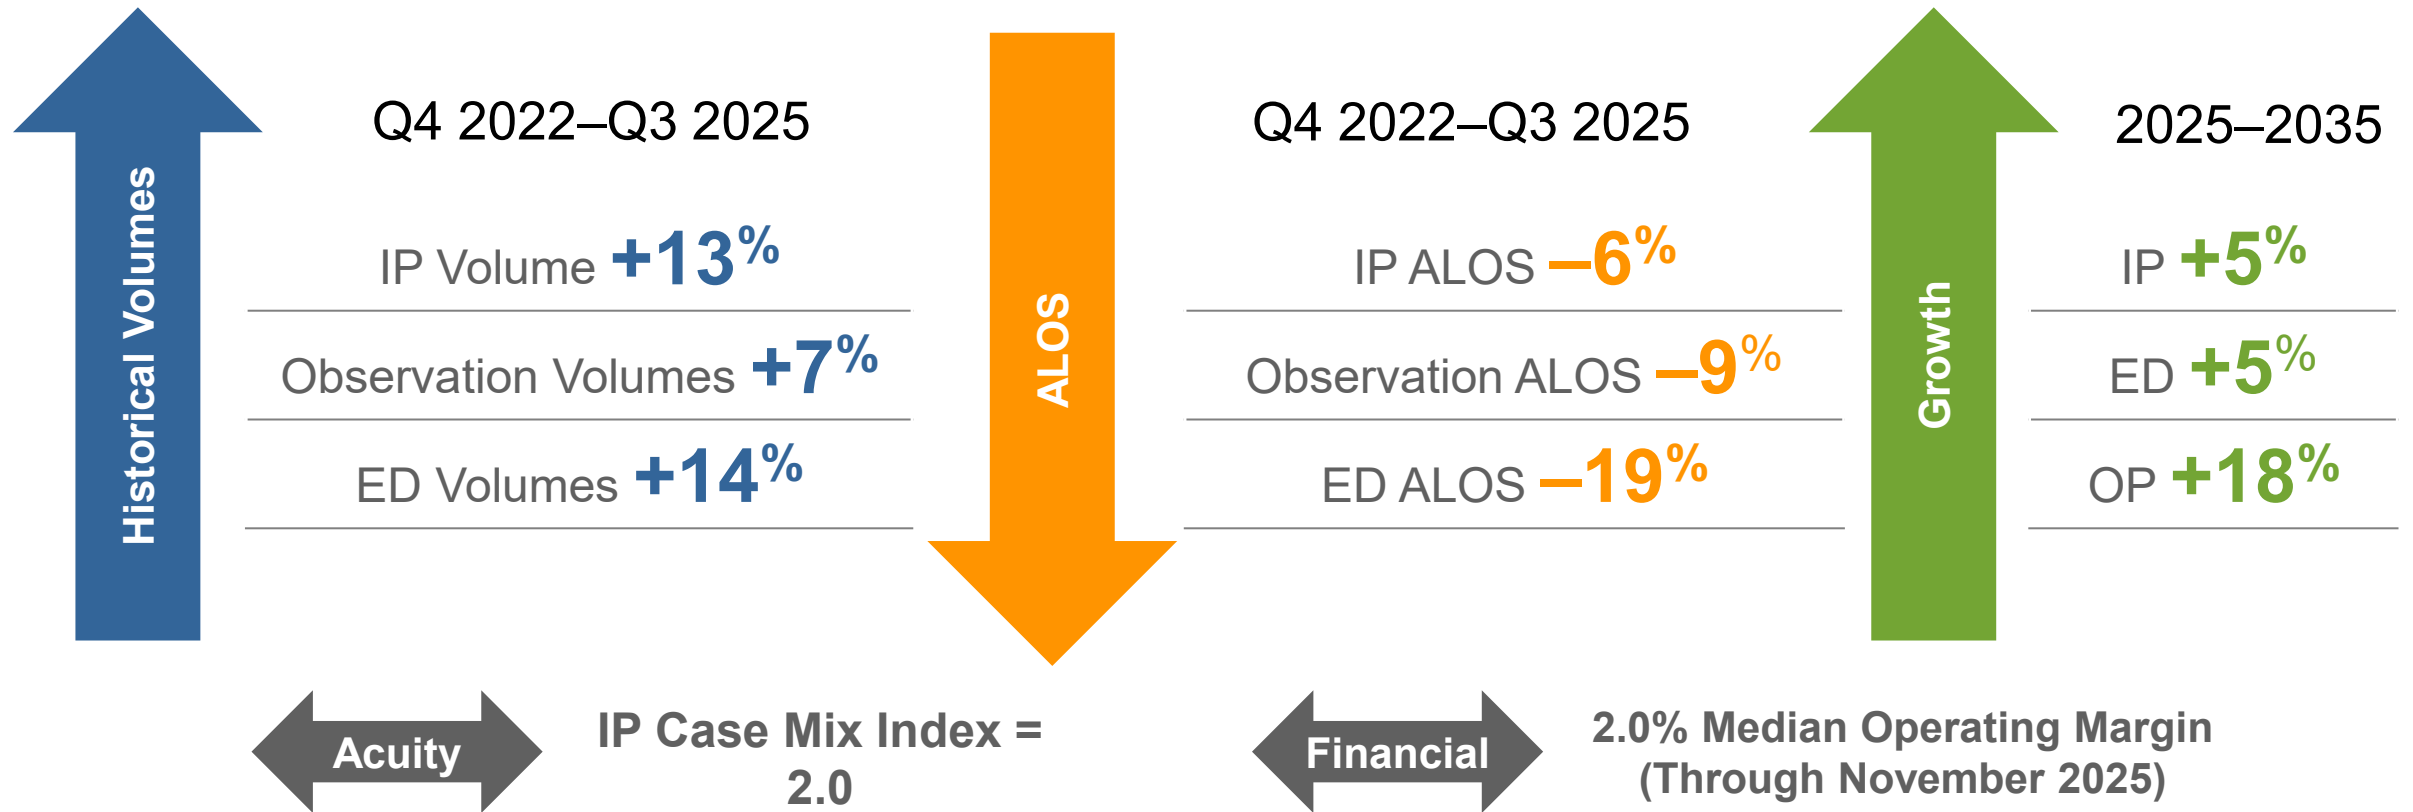 Historical Volumes
Q4 2022–Q3 2025
IP Volume +13%
Observation Volumes +7%
ED Volumes +14%
ALOS
Q4 2022–Q3 2025
IP ALOS –6%
Observation ALOS –9%
ED ALOS –19%
Growth
2025–2035
IP +5%
ED +5%
OP +18%
Acuity
IP Case Mix Index =
2.0
Financial
2.0% Median Operating Margin
(Through November 2025)